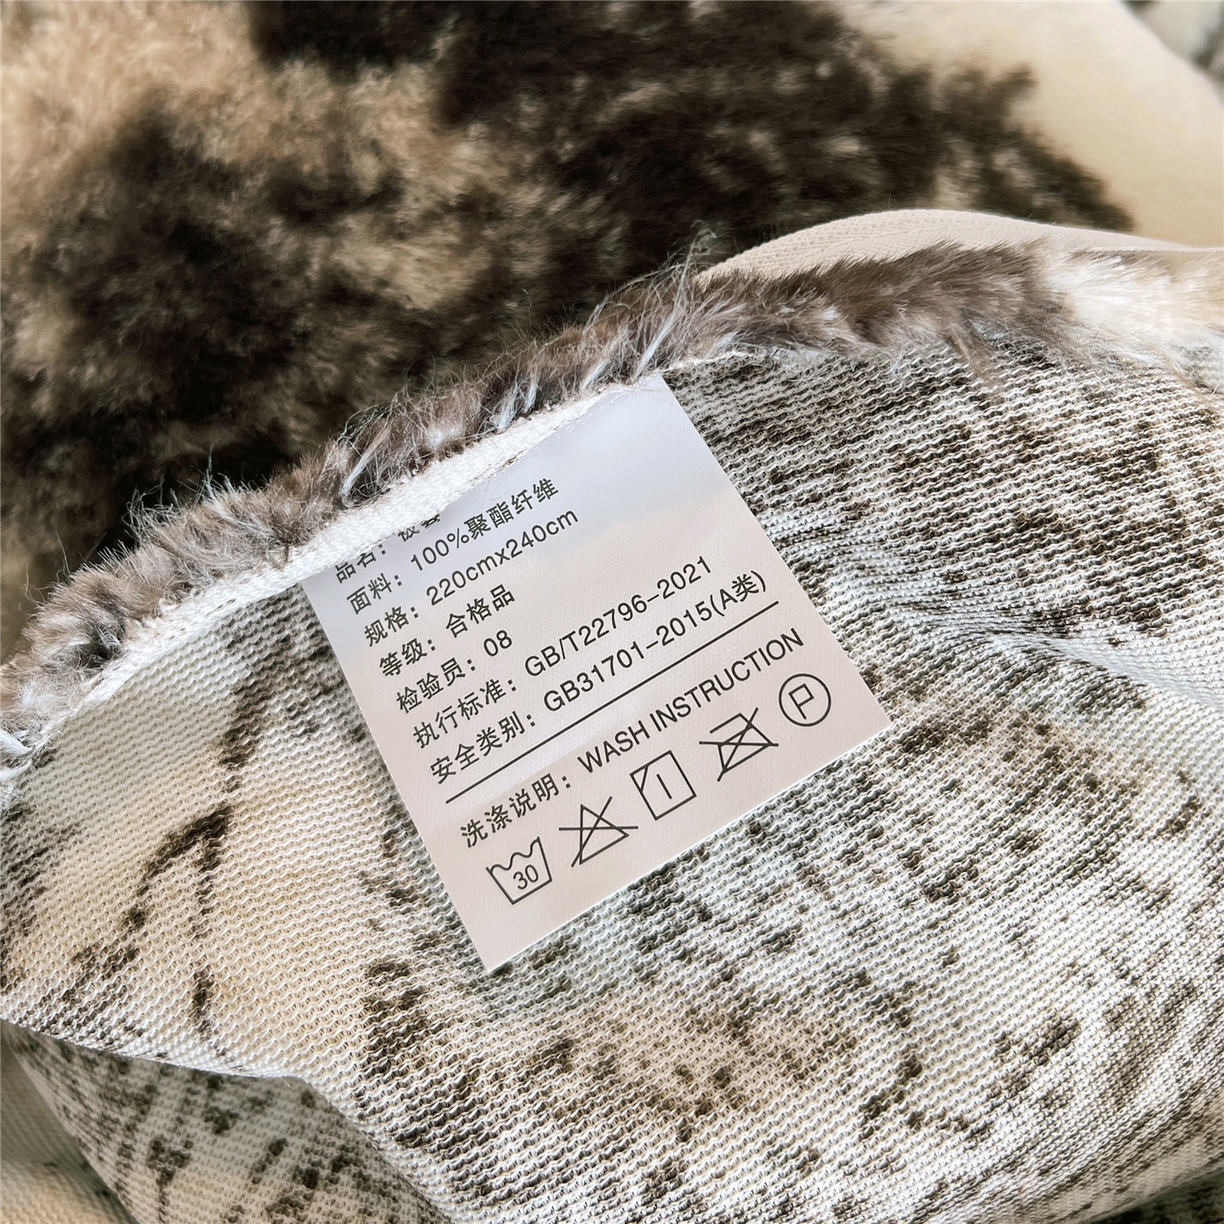 品名:
面料: 100%聚酯纤维
规格: 220cmx240cm
等级: 合格品
检验员: 08
执行标准: GB/T22796-2021
安全类别: GB31701-2015(A类)
洗涤说明: WASH INSTRUCTION
30
P